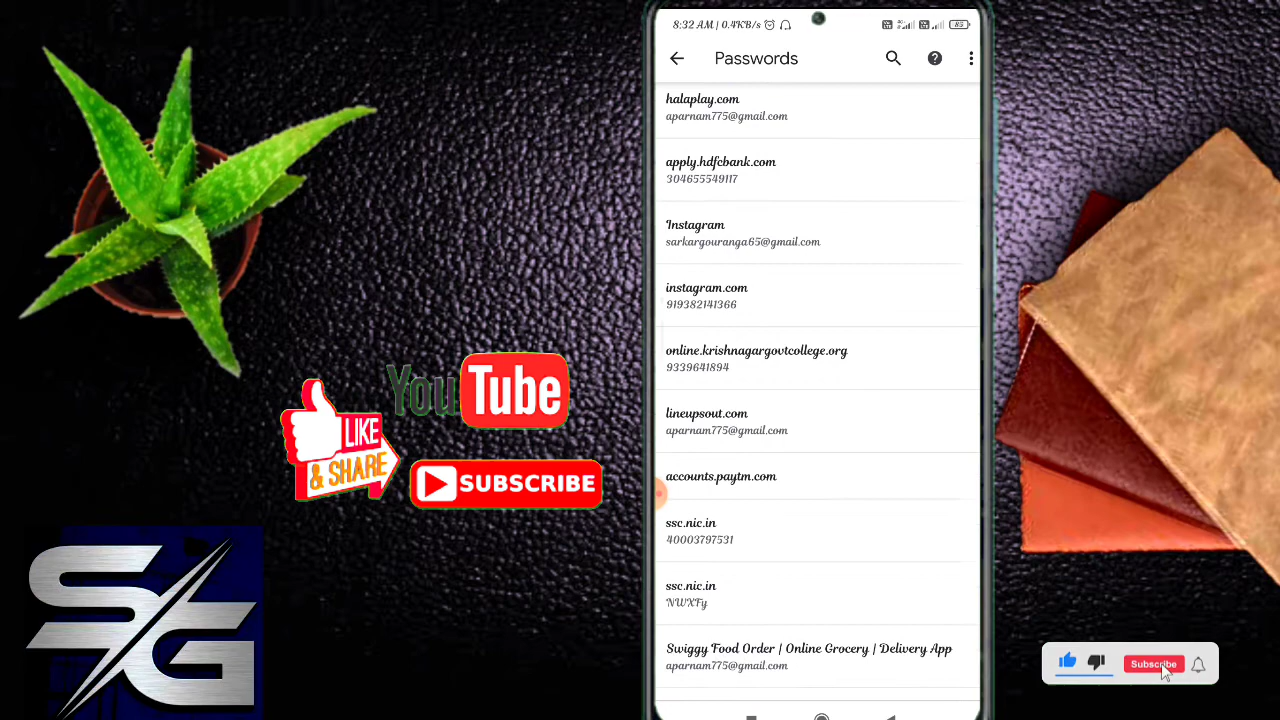 8:32 AM / 0.4KB/s
85
Passwords
halaplay.com
aparnam775@gmail.com
apply.hdfcbank.com
304655549117
Instagram
sarkargouranga65@gmail.com
instagram.com
919382141366
online.krishnagargovtcollege.org
9339641894
lineupsout.com
aparnam775@gmail.com
accounts.paytm.com
ssc.nic.in
40003797531
ssc.nic.in
NWXFy
Swiggy Food Order / Online Grocery / Delivery App
aparnam775@gmail.com
YouTube
LIKE
& SHARE
SUBSCRIBE
SG
Subscribe